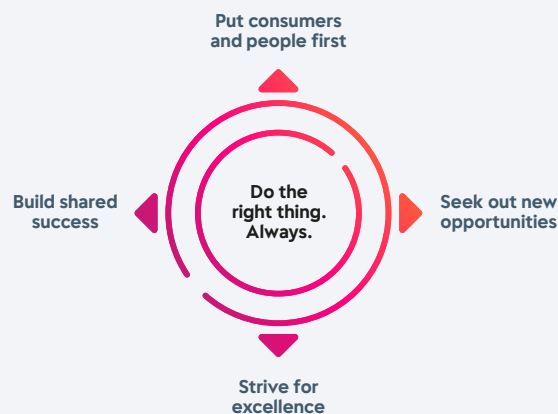 Put consumers
and people first
Build shared
success
Do the
right thing.
Always.
Seek out new
opportunities
Strive for
excellence